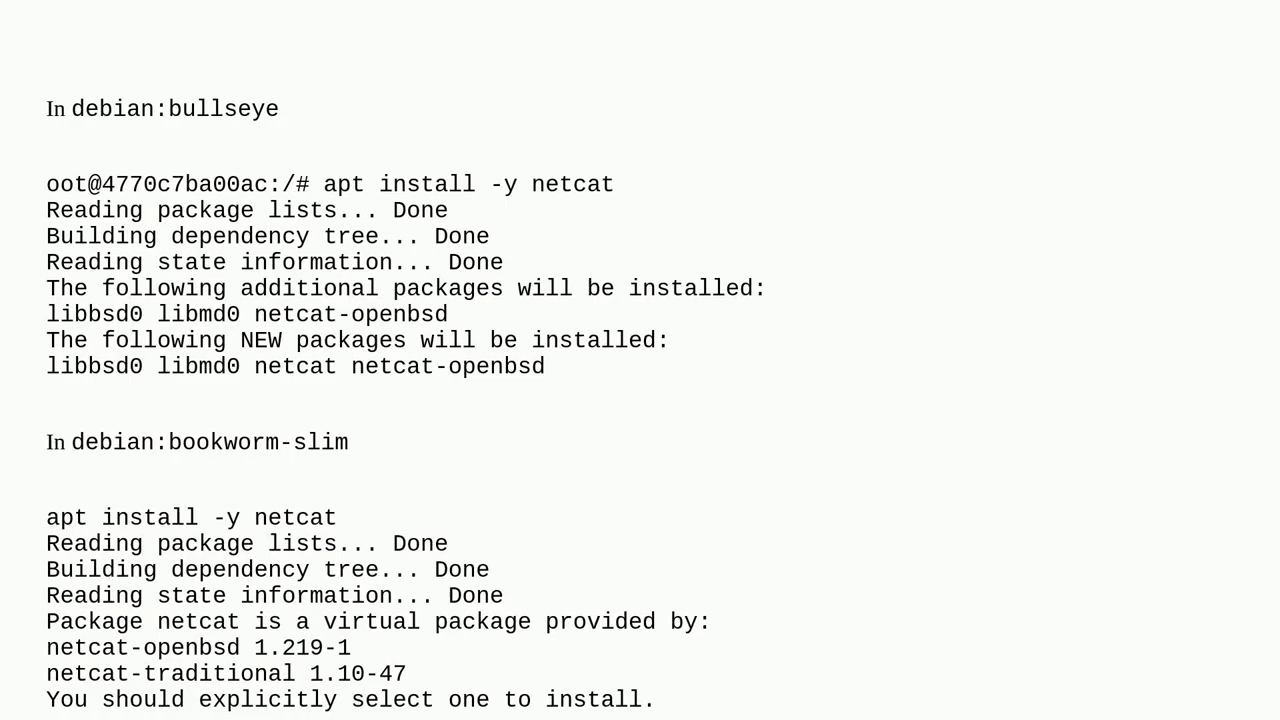 In debian:bullseye
oot@4770c7ba00ac:/# apt install -y netcat
Reading package lists... Done
Building dependency tree... Done
Reading state information... Done
The following additional packages will be installed:
libbsd0 libmd0 netcat-openbsd
The following NEW packages will be installed:
libbsd0 libmd0 netcat netcat-openbsd
In debian:bookworm-slim
apt install -y netcat
Reading package lists... Done
Building dependency tree... Done
Reading state information... Done
Package netcat is a virtual package provided by:
netcat-openbsd 1.219-1
netcat-traditional 1.10-47
You should explicitly select one to install.